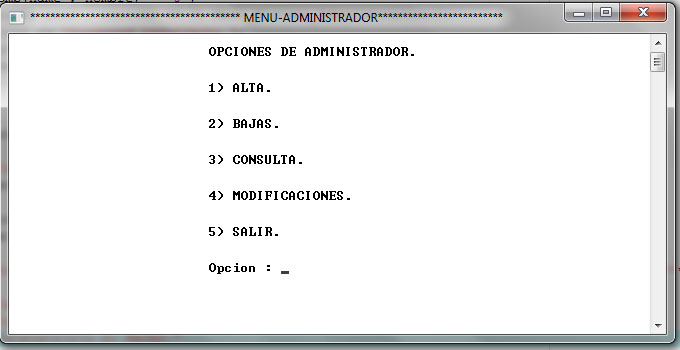 ****************************************** MENU-ADMINISTRADOR*************************
OPCIONES DE ADMINISTRADOR.
1) ALTA.
2) BAJAS.
3) CONSULTA.
4) MODIFICACIONES.
5) SALIR.
Opcion : _